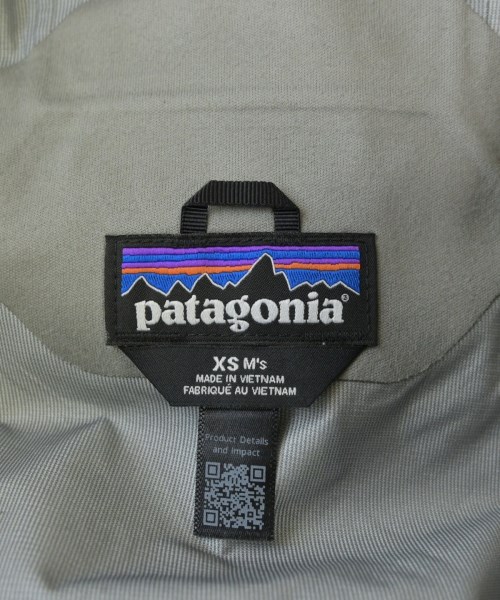 patagonia®
XS M's
MADE IN VIETNAM
FABRIQUÉ AU VIETNAM
Product Details
and Impact